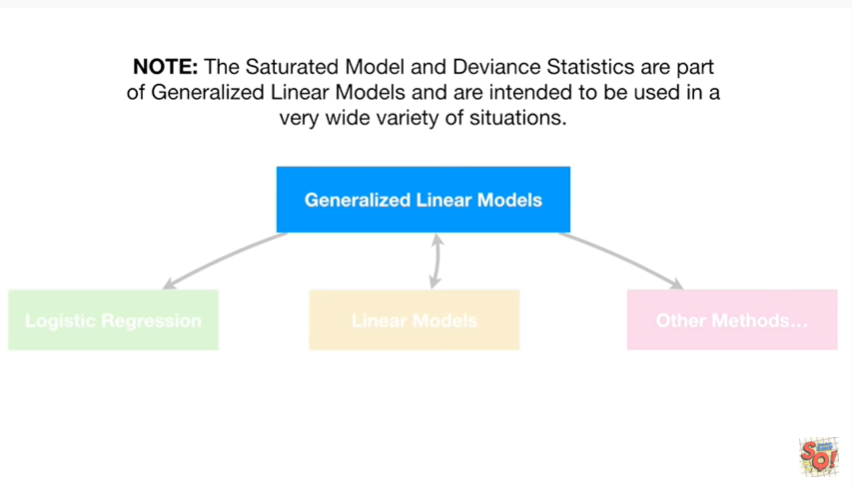 NOTE: The Saturated Model and Deviance Statistics are part
of Generalized Linear Models and are intended to be used in a
very wide variety of situations.
Generalized Linear Models
Logistic Regression
Linear Models
Other Methods...
SQ!